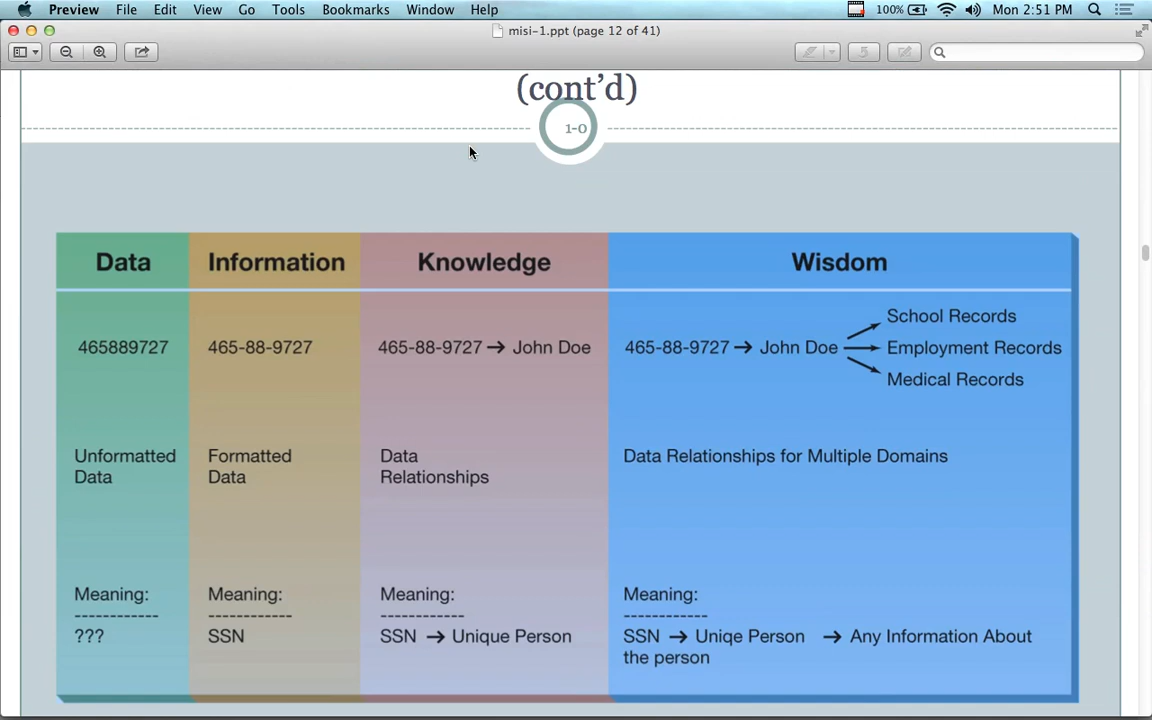 Preview File Edit View Go Tools Bookmarks Window Help 100% Mon 2:51 PM
misi-1.ppt (page 12 of 41)
5
(cont’d)
1-0
Data Information Knowledge Wisdom
School Records
465889727 465-88-9727 465-88-9727 → John Doe 465-88-9727 → John Doe → Employment Records
Medical Records
Unformatted Formatted Data Data Relationships for Multiple Domains
Data Data Relationships
Meaning: Meaning: Meaning: Meaning:
------------ ------------ ------------ ------------
??? SSN SSN → Unique Person SSN → Uniqe Person → Any Information About
the person